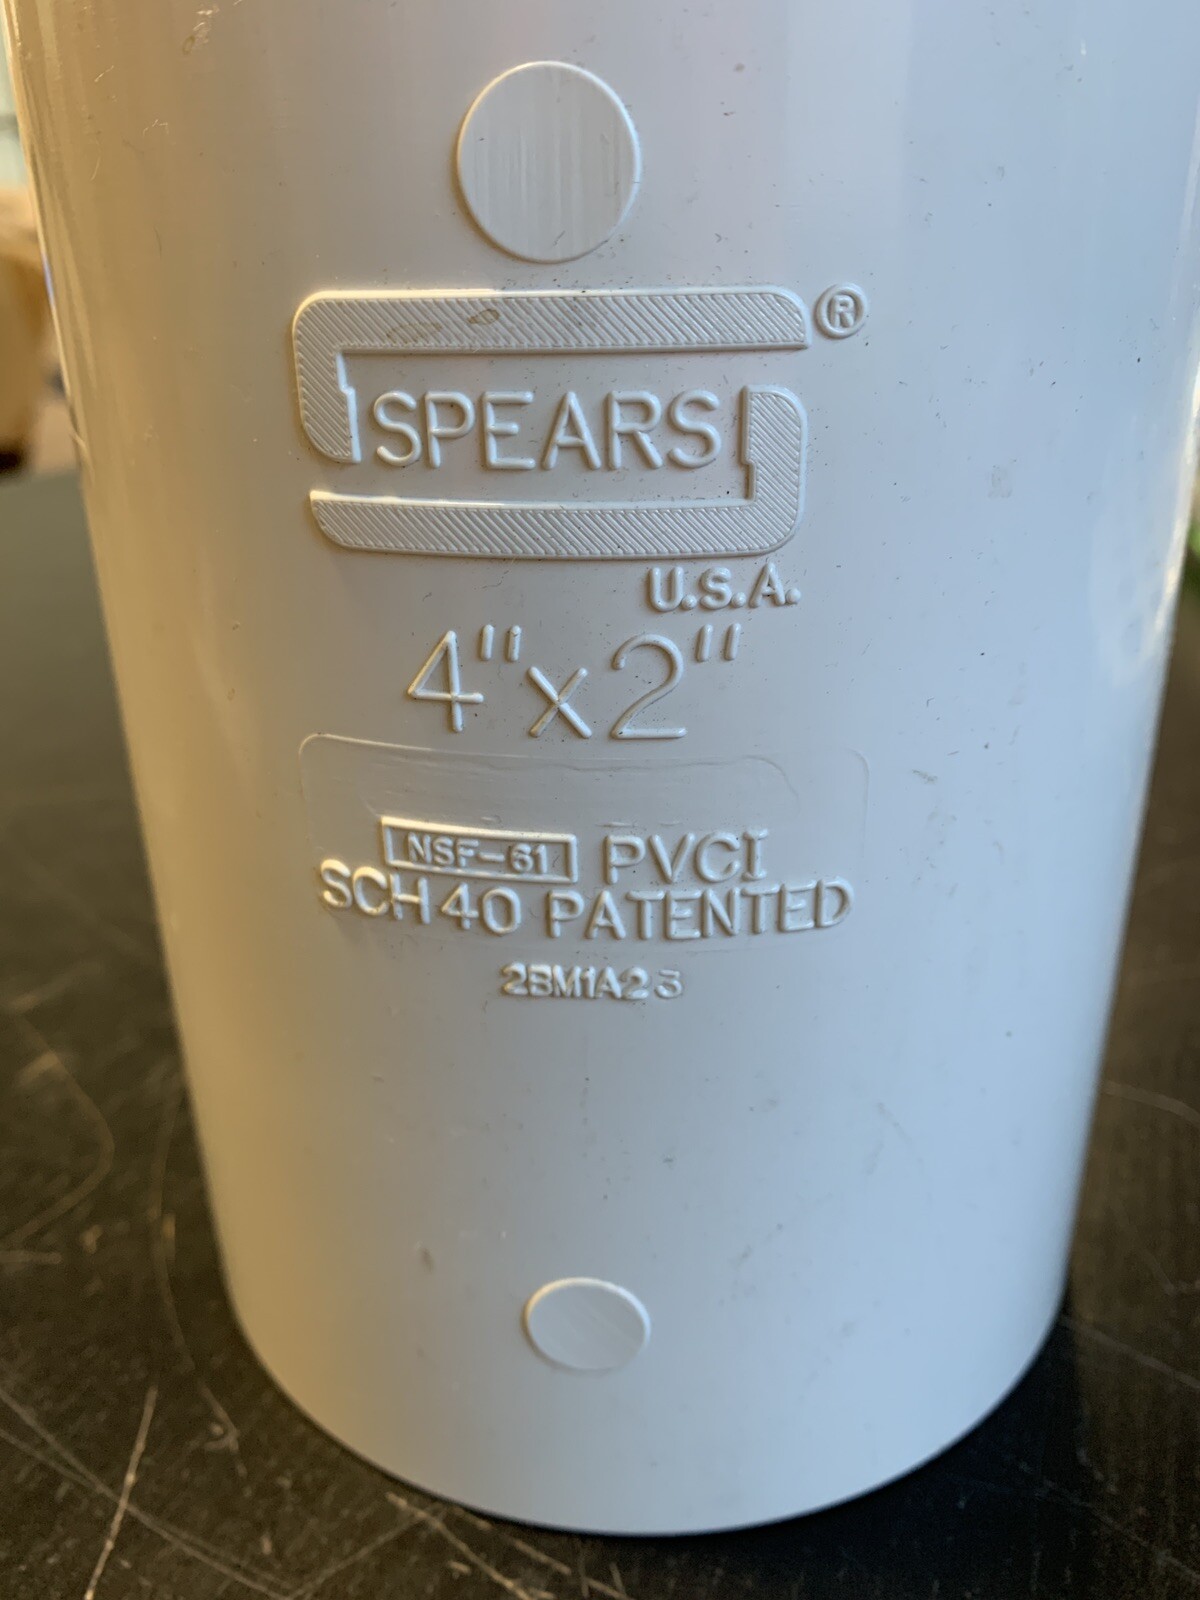 SPEARS®
U.S.A.
4"x2"
NSF-61 PVCI
SCH 40 PATENTED
2BM1A23